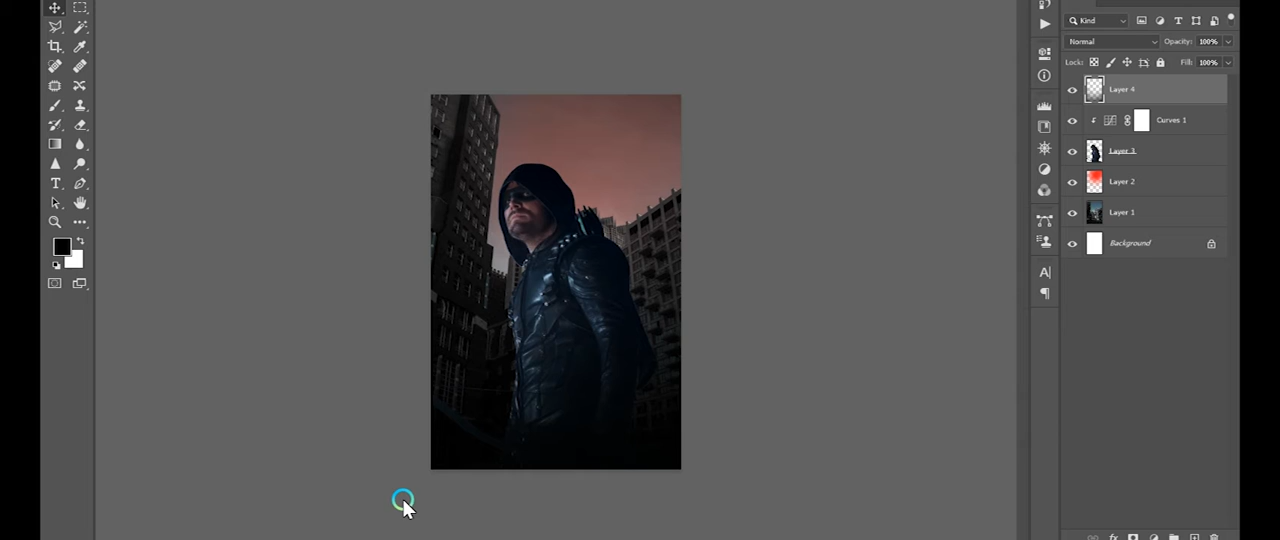 Kind
Normal
Opacity: 100%
Lock:
Fill: 100%
Layer 4
Curves 1
Layer 3
Layer 2
Layer 1
Background